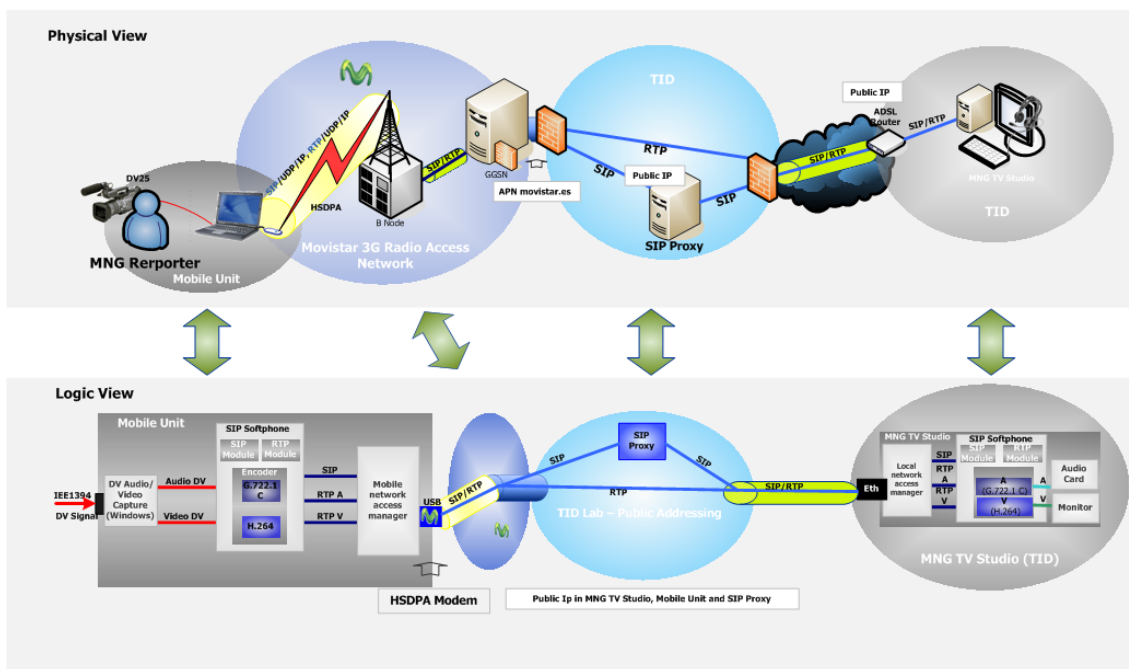 Physical View
TID
DV25
SIP/UDP/IP, RTP/UDP/IP
HSDPA
B Node
SIP/RTP
GGSN
APN movistar.es
RTP
SIP
Public IP
SIP Proxy
SIP
SIP/RTP
Public IP
ADSL
Router
SIP/RTP
MNG TV Studio
TID
MNG Rerporter
Mobile Unit
Movistar 3G Radio Access
Network
Logic View
Mobile Unit
IEE1394
DV Signal
DV Audio/
Video
Capture
(Windows)
Audio DV
Video DV
SIP Softphone
SIP
Module
RTP
Module
Encoder
G.722.1
C
H.264
SIP
RTP A
RTP V
Mobile
network
access
manager
USB
SIP/RTP
HSDPA Modem
SIP
SIP
Proxy
SIP
RTP
TID Lab – Public Addressing
SIP/RTP
Public Ip in MNG TV Studio, Mobile Unit and SIP Proxy
Eth
MNG TV Studio
Local
network
access
manager
SIP
RTP
A
RTP
V
SIP Softphone
SIP
Module
RTP
Module
A
(G.722.1 C)
V
(H.264)
A
V
Audio
Card
Monitor
MNG TV Studio (TID)